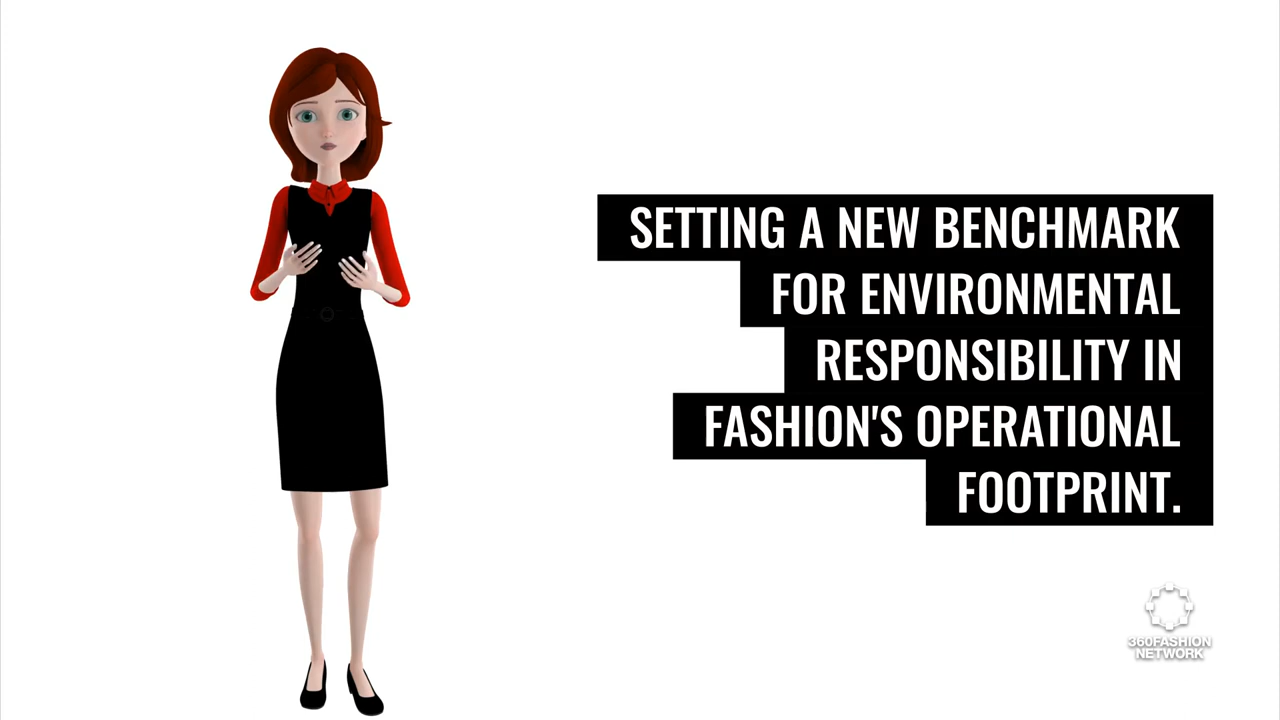 SETTING A NEW BENCHMARK
FOR ENVIRONMENTAL
RESPONSIBILITY IN
FASHION'S OPERATIONAL
FOOTPRINT.
360FASHION
NETWORK